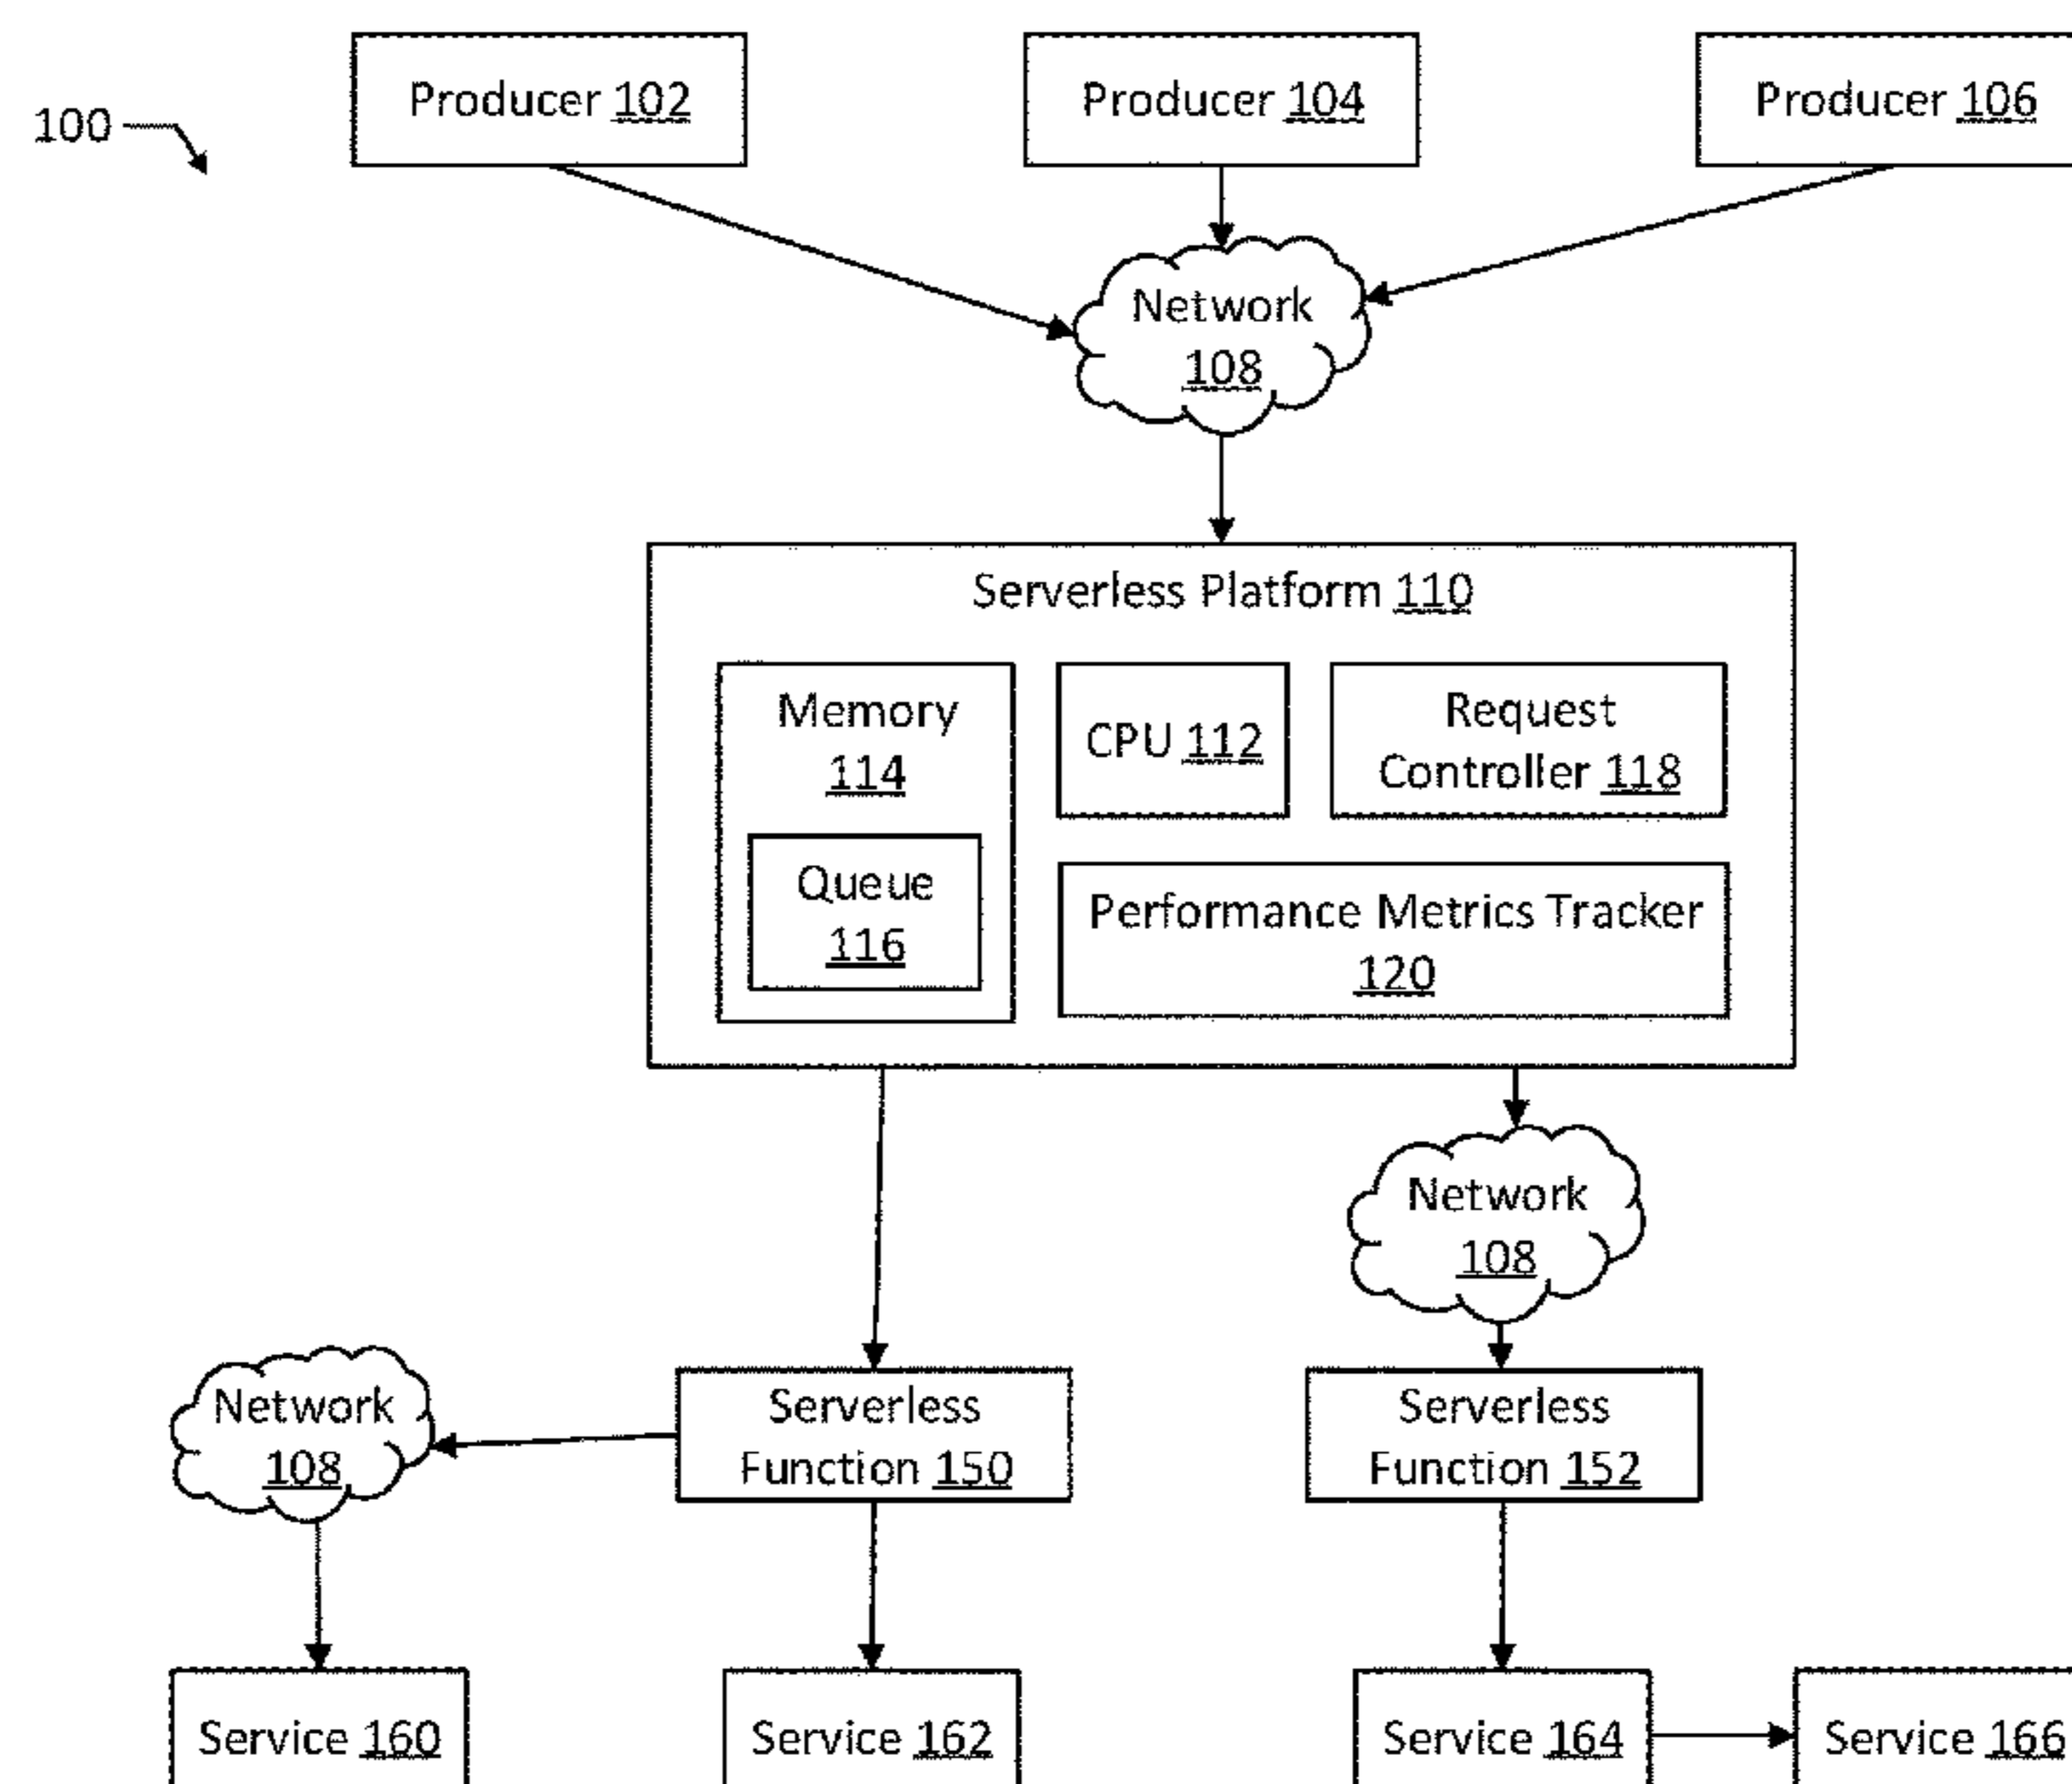 Producer 102
Producer 104
Producer 106
100
Network
108
Serverless Platform 110
Memory
114
CPU 112
Request
Controller 118
Queue
116
Performance Metrics Tracker
120
Network
108
Network
108
Serverless
Function 150
Serverless
Function 152
Service 160
Service 162
Service 164
Service 166